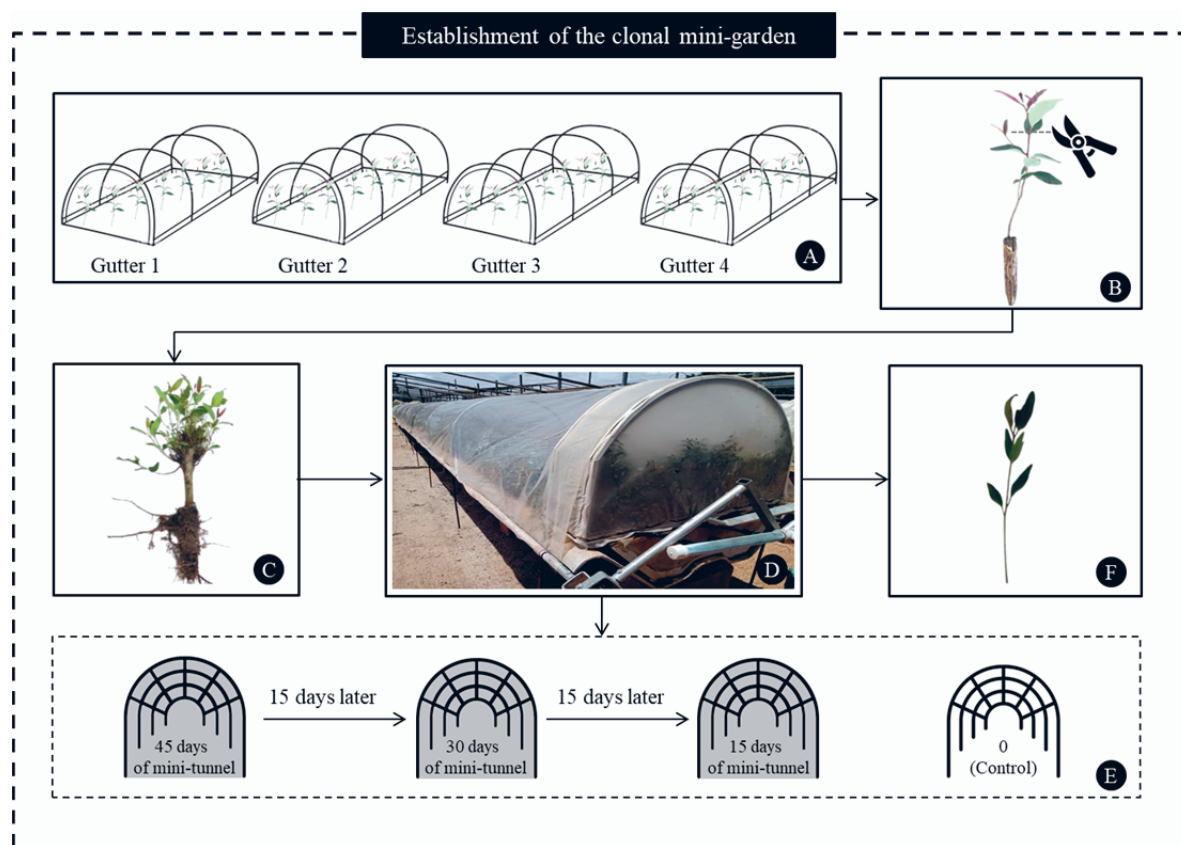 Establishment of the clonal mini-garden
Gutter 1
Gutter 2
Gutter 3
Gutter 4
A
B
C
D
F
45 days
of mini-tunnel
15 days later
30 days
of mini-tunnel
15 days later
15 days
of mini-tunnel
0
(Control)
E